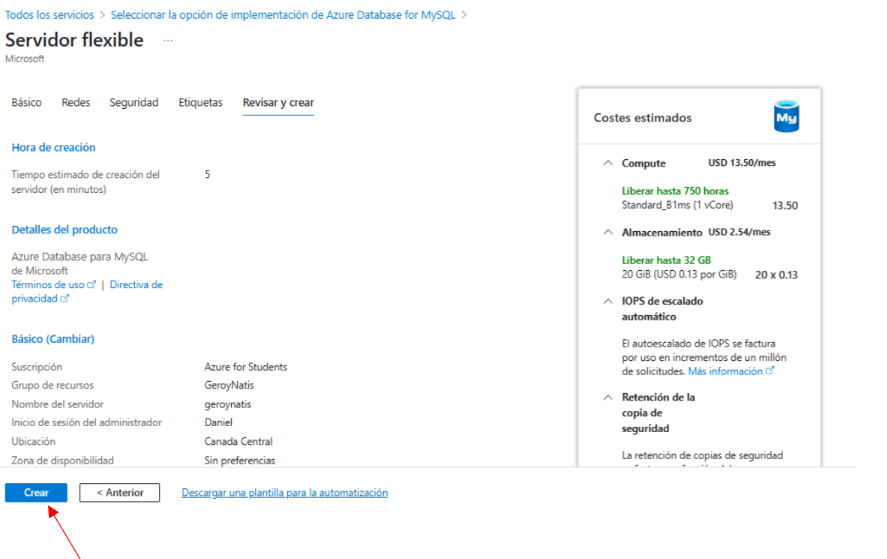 Todos los servicios > Seleccionar la opción de implementación de Azure Database for MySQL >
Servidor flexible ...
Microsoft
Básico Redes Seguridad Etiquetas Revisar y crear
Hora de creación
Tiempo estimado de creación del 5
servidor (en minutos)
Detalles del producto
Azure Database para MySQL
de Microsoft
Términos de uso | Directiva de
privacidad
Básico (Cambiar)
Suscripción Azure for Students
Grupo de recursos GeroyNatis
Nombre del servidor geroynatis
Inicio de sesión del administrador Daniel
Ubicación Canada Central
Zona de disponibilidad Sin preferencias
Costes estimados
My
Compute USD 13.50/mes
Liberar hasta 750 horas
Standard_B1ms (1 vCore) 13.50
Almacenamiento USD 2.54/mes
Liberar hasta 32 GB
20 GiB (USD 0.13 por GiB) 20 x 0.13
IOPS de escalado
automático
El autoescalado de IOPS se factura
por uso en incrementos de un millón
de solicitudes. Más información
Retención de la
copia de
seguridad
La retención de copias de seguridad
Crear < Anterior Descargar una plantilla para la automatización